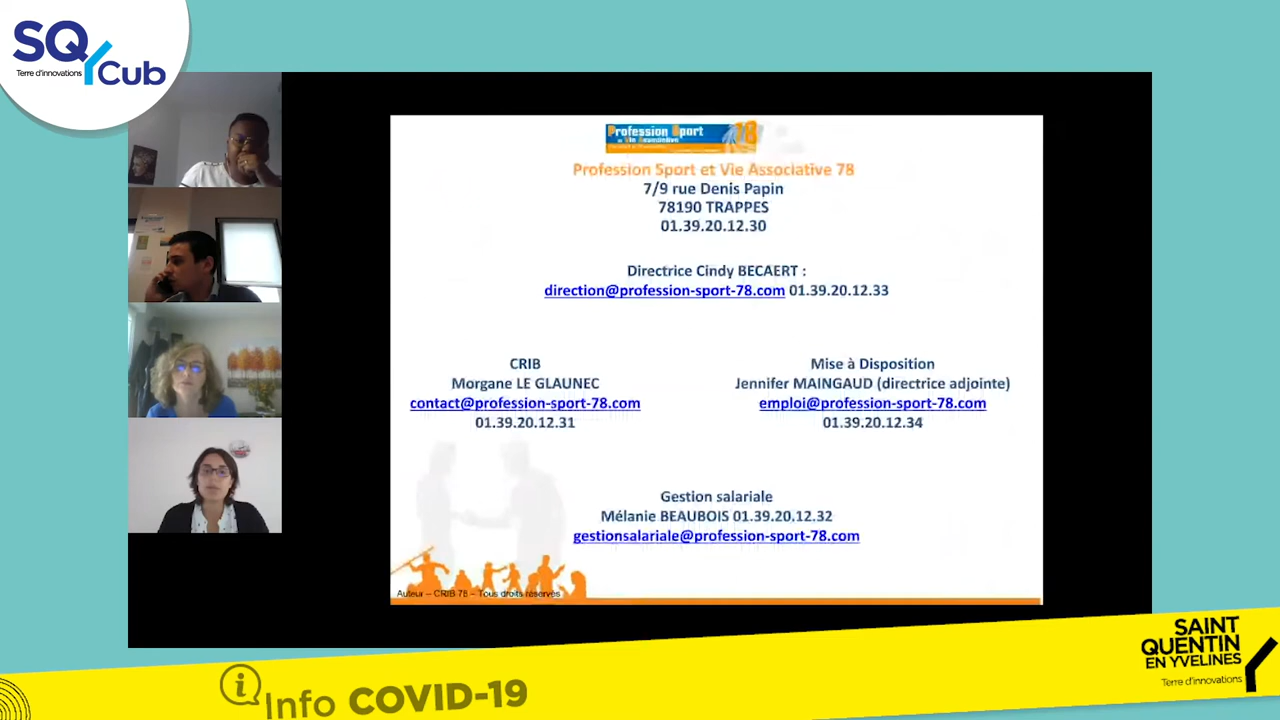 SQY Cub
Terre d'innovations
Profession Sport
et Vie Associative
78
Profession Sport et Vie Associative 78
7/9 rue Denis Papin
78190 TRAPPES
01.39.20.12.30
Directrice Cindy BECAERT :
direction@profession-sport-78.com 01.39.20.12.33
CRIB
Morgane LE GLAUNEC
contact@profession-sport-78.com
01.39.20.12.31
Mise à Disposition
Jennifer MAINGAUD (directrice adjointe)
emploi@profession-sport-78.com
01.39.20.12.34
Gestion salariale
Mélanie BEAUBOIS 01.39.20.12.32
gestionsalariale@profession-sport-78.com
Auteur – CRIB 78 – Tous droits réservés
i Info COVID-19
SAINT
QUENTIN
EN YVELINES
Terre d'innovations